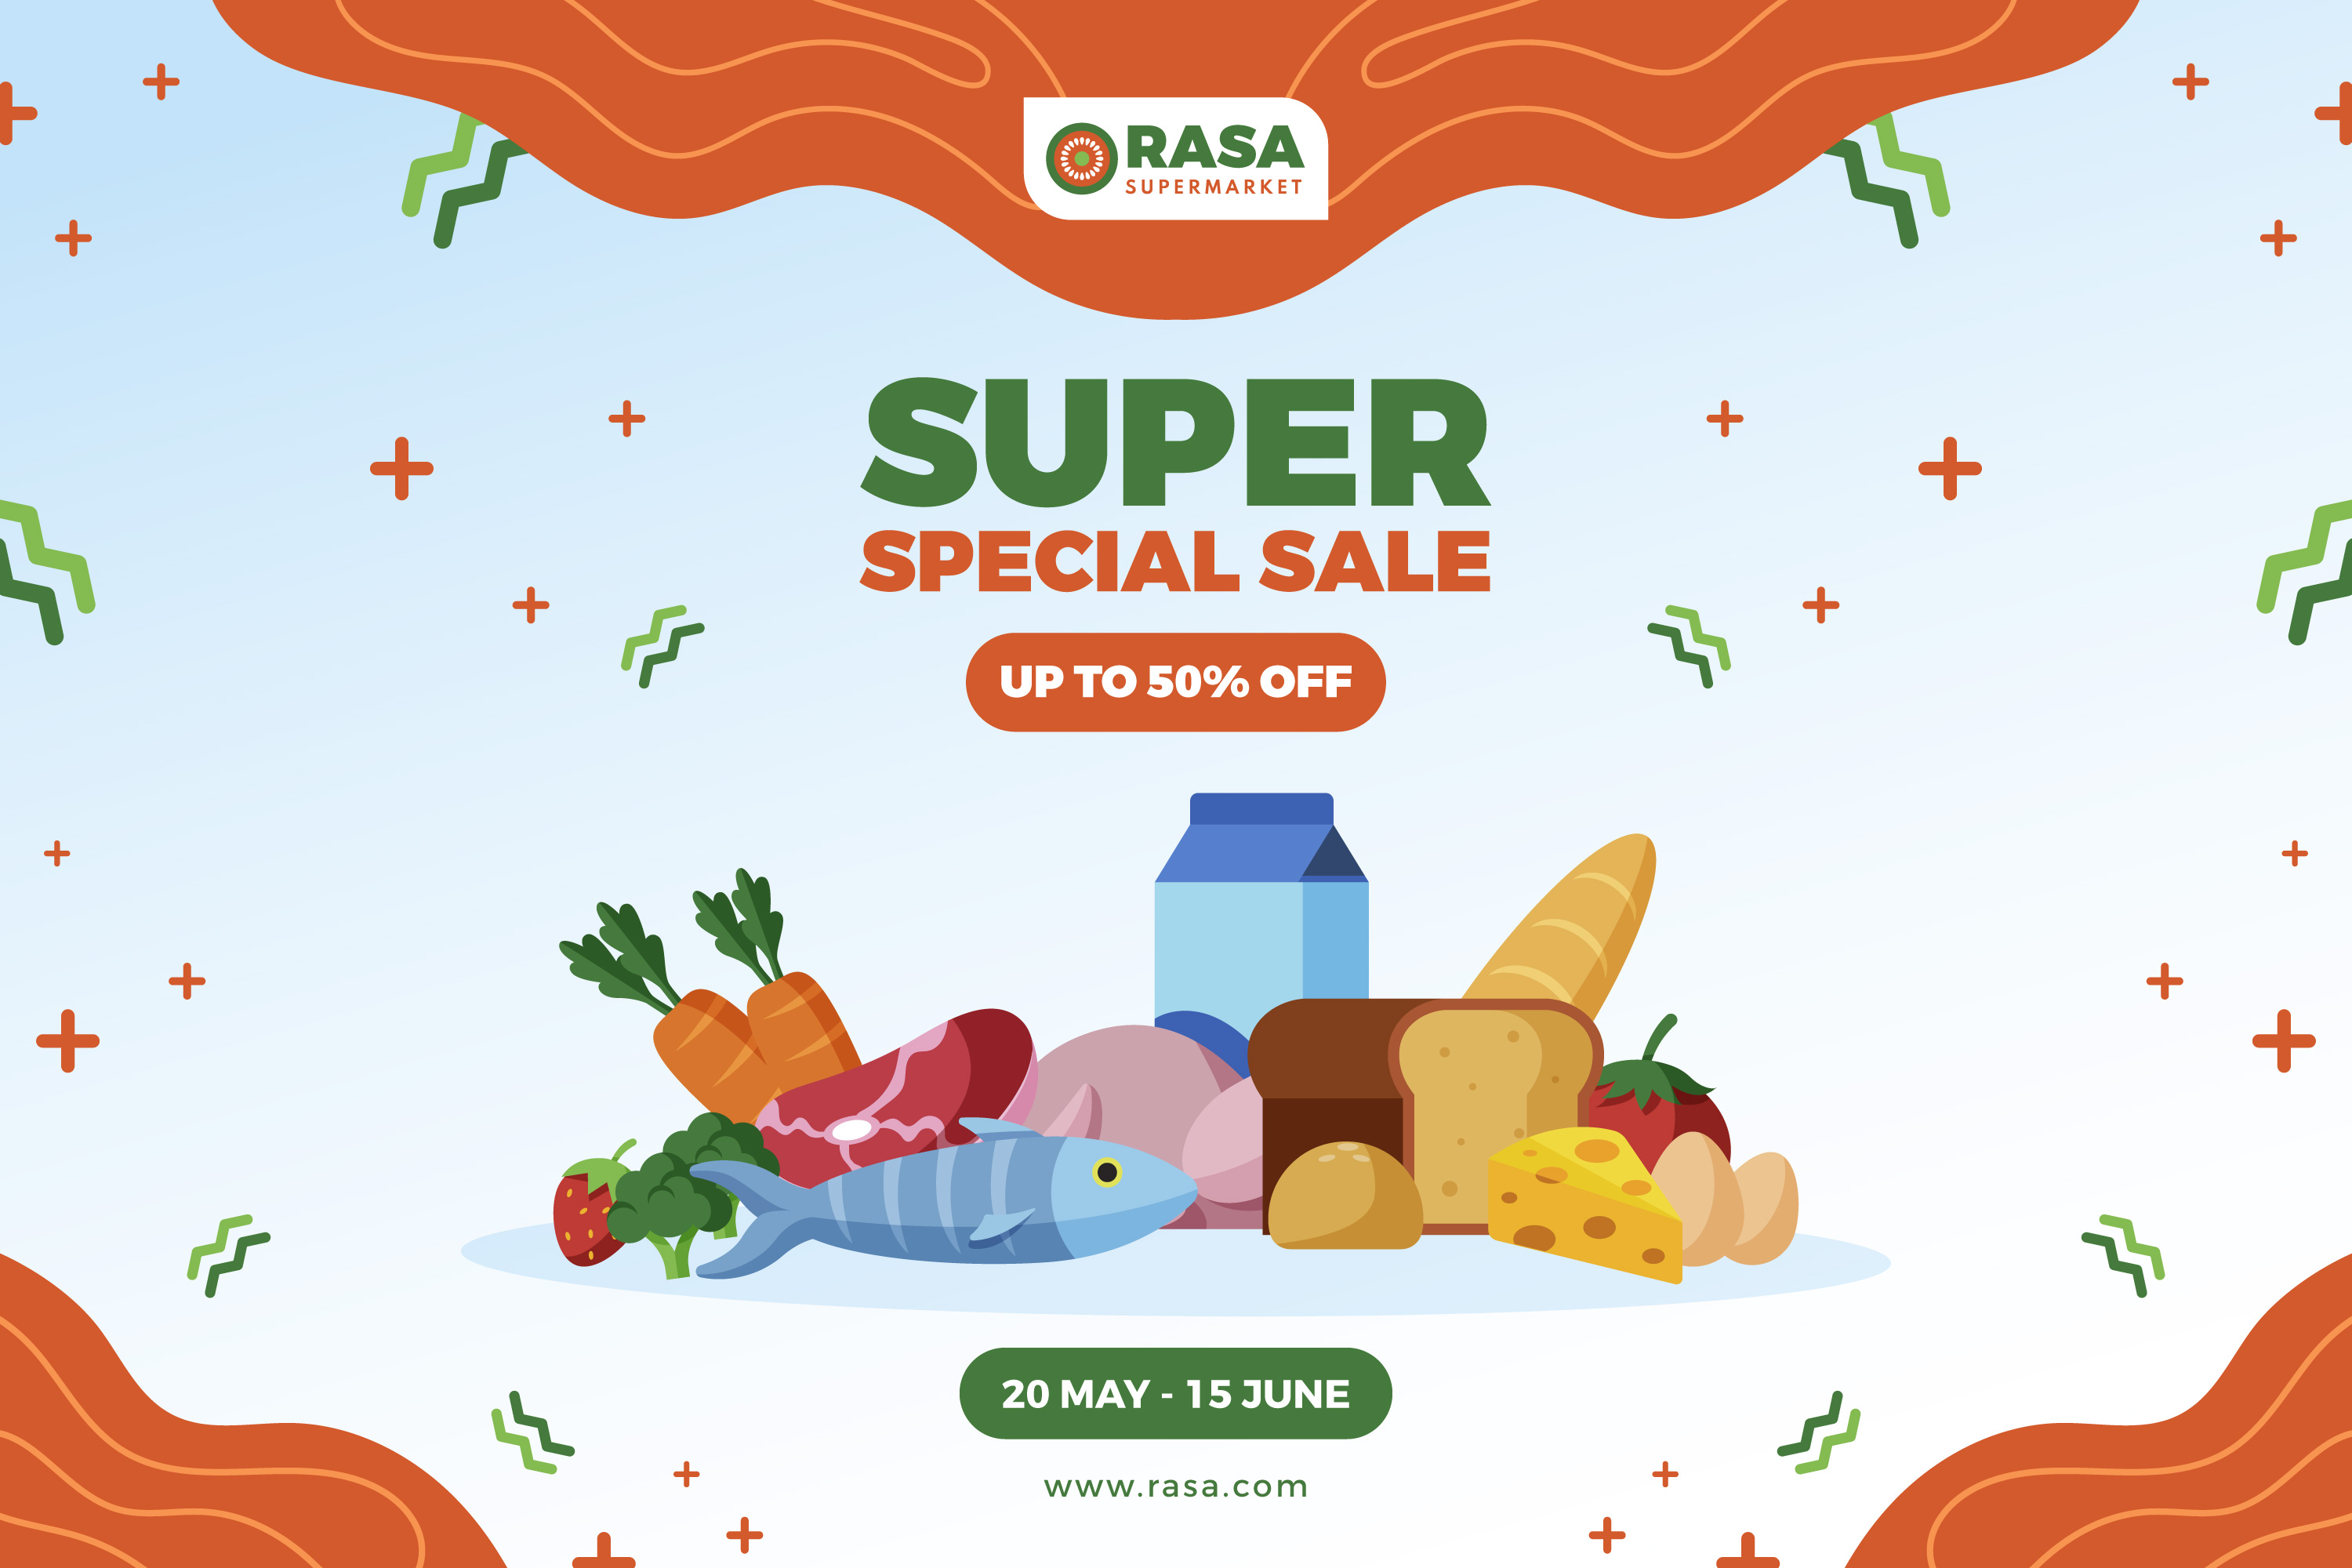 RASA
SUPERMARKET
SUPER
SPECIAL SALE
UP TO 50% OFF
20 MAY - 15 JUNE
www.rasa.com